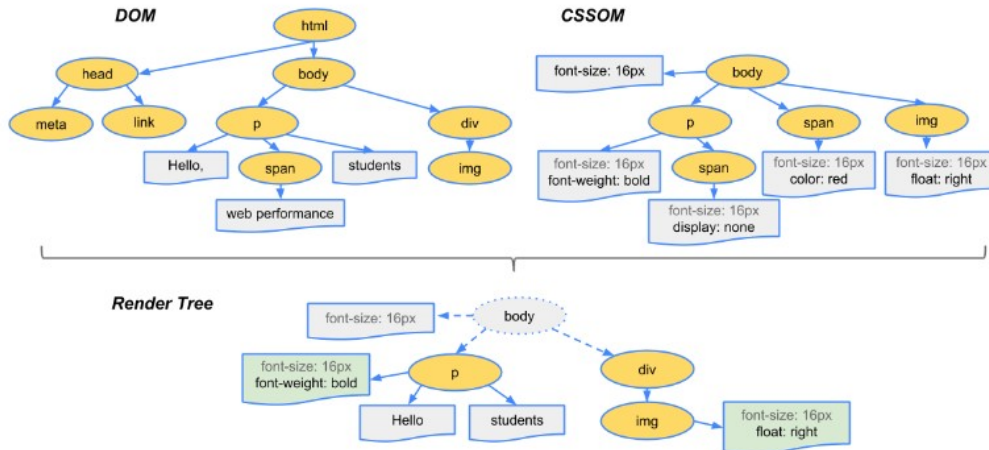 DOM
html
head
body
meta
link
p
div
Hello,
span
students
img
web performance
CSSOM
font-size: 16px
body
p
span
img
font-size: 16px
font-weight: bold
span
font-size: 16px
color: red
font-size: 16px
float: right
font-size: 16px
display: none
Render Tree
font-size: 16px
body
font-size: 16px
font-weight: bold
p
div
Hello
students
img
font-size: 16px
float: right